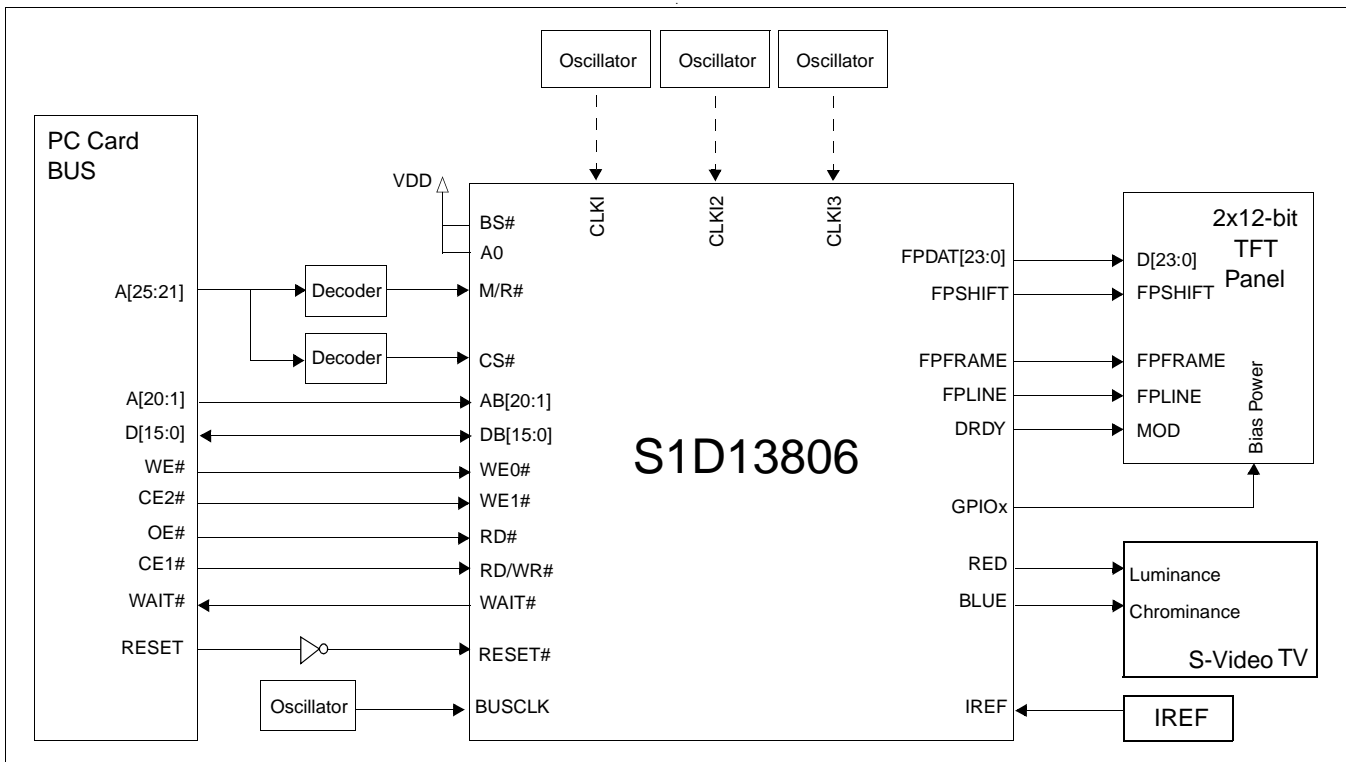 Oscillator
Oscillator
Oscillator
PC Card
BUS
VDD
BS#
A0
CLKI
CLKI2
CLKI3
2x12-bit
TFT
Panel
FPDAT[23:0]
D[23:0]
A[25:21]
Decoder
M/R#
FPSHIFT
FPSHIFT
Decoder
CS#
FPFRAME
FPFRAME
A[20:1]
AB[20:1]
FPLINE
FPLINE
D[15:0]
DB[15:0]
DRDY
MOD
Bias Power
S1D13806
WE#
WE0#
CE2#
WE1#
GPIOx
OE#
RD#
CE1#
RD/WR#
RED
Luminance
WAIT#
WAIT#
BLUE
Chrominance
RESET
RESET#
S-Video TV
Oscillator
BUSCLK
IREF
IREF